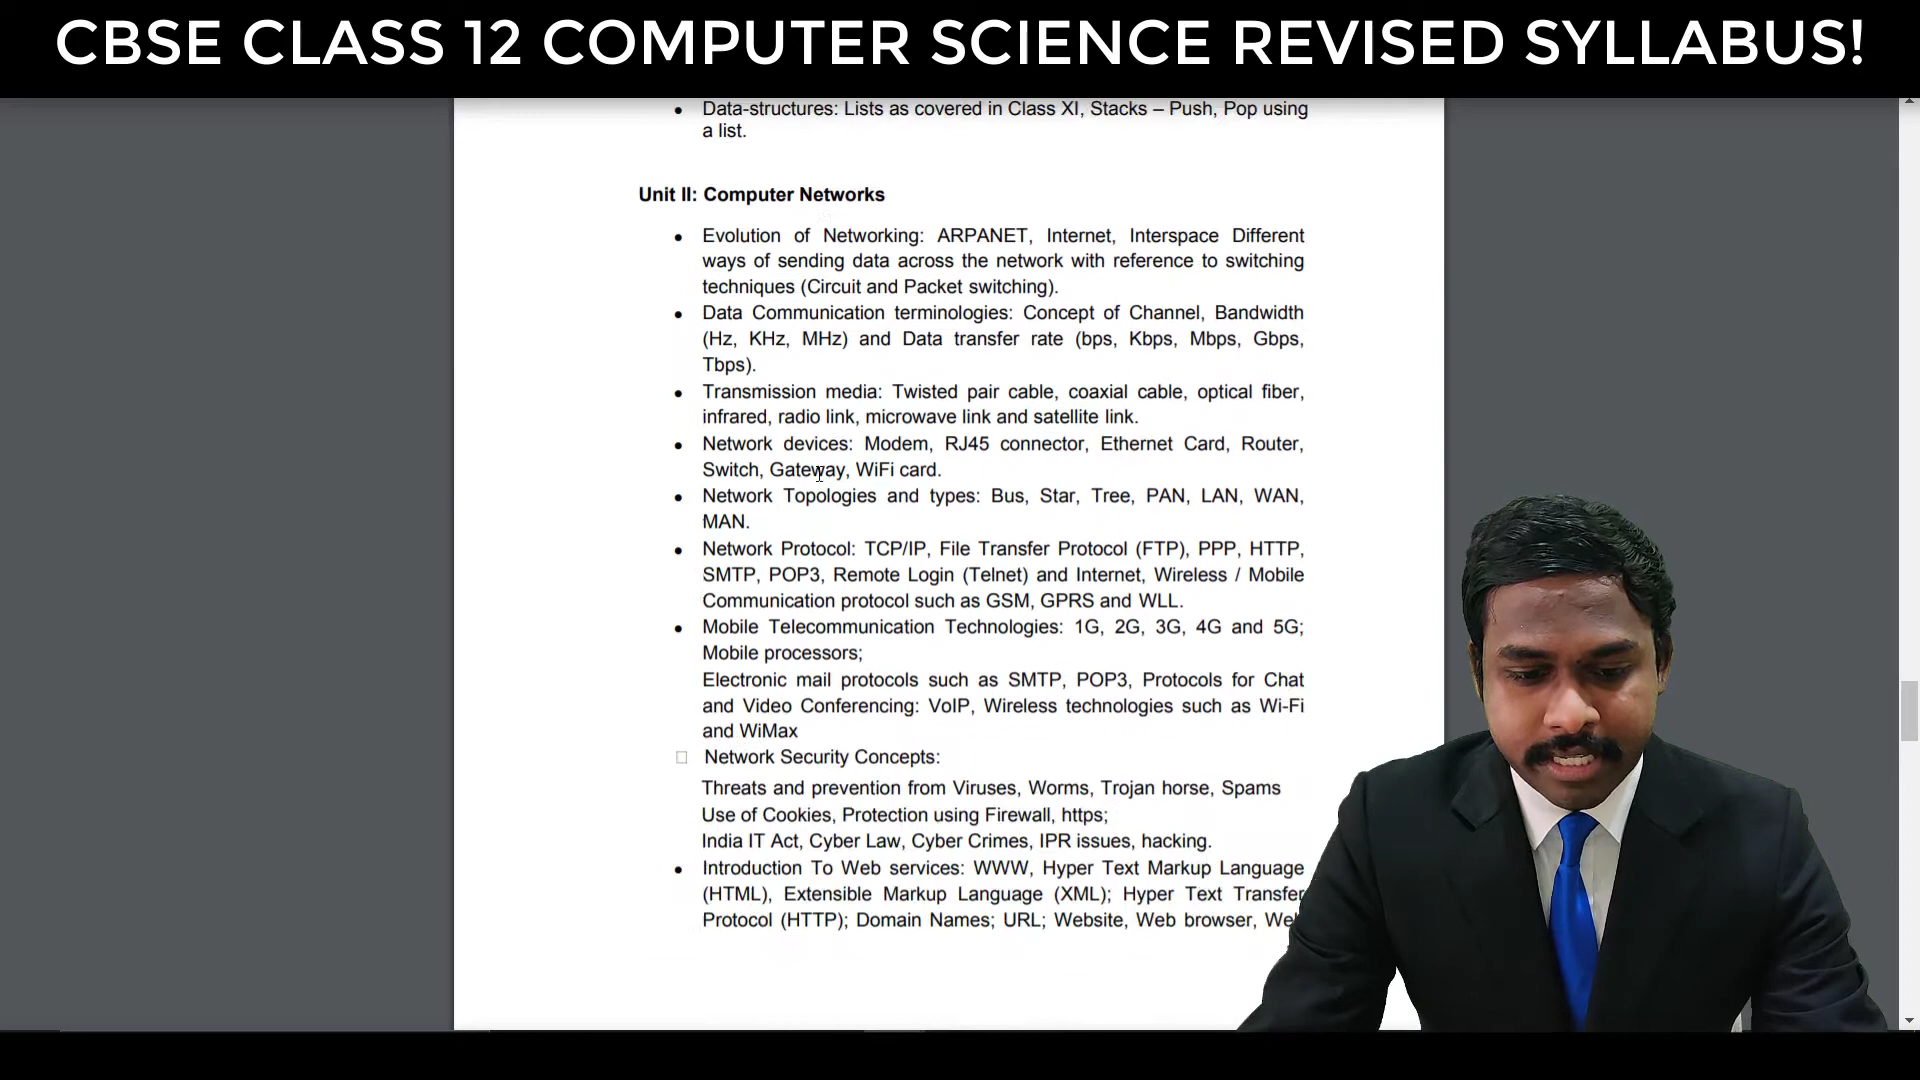 CBSE CLASS 12 COMPUTER SCIENCE REVISED SYLLABUS!
● Data-structures: Lists as covered in Class XI, Stacks – Push, Pop using
a list.
Unit II: Computer Networks
● Evolution of Networking: ARPANET, Internet, Interspace Different
ways of sending data across the network with reference to switching
techniques (Circuit and Packet switching).
● Data Communication terminologies: Concept of Channel, Bandwidth
(Hz, KHz, MHz) and Data transfer rate (bps, Kbps, Mbps, Gbps,
Tbps).
● Transmission media: Twisted pair cable, coaxial cable, optical fiber,
infrared, radio link, microwave link and satellite link.
● Network devices: Modem, RJ45 connector, Ethernet Card, Router,
Switch, Gateway, WiFi card.
● Network Topologies and types: Bus, Star, Tree, PAN, LAN, WAN,
MAN.
● Network Protocol: TCP/IP, File Transfer Protocol (FTP), PPP, HTTP,
SMTP, POP3, Remote Login (Telnet) and Internet, Wireless / Mobile
Communication protocol such as GSM, GPRS and WLL.
● Mobile Telecommunication Technologies: 1G, 2G, 3G, 4G and 5G;
Mobile processors;
Electronic mail protocols such as SMTP, POP3, Protocols for Chat
and Video Conferencing: VoIP, Wireless technologies such as Wi-Fi
and WiMax
□ Network Security Concepts:
Threats and prevention from Viruses, Worms, Trojan horse, Spams
Use of Cookies, Protection using Firewall, https;
India IT Act, Cyber Law, Cyber Crimes, IPR issues, hacking.
● Introduction To Web services: WWW, Hyper Text Markup Language
(HTML), Extensible Markup Language (XML); Hyper Text Transfer
Protocol (HTTP); Domain Names; URL; Website, Web browser,